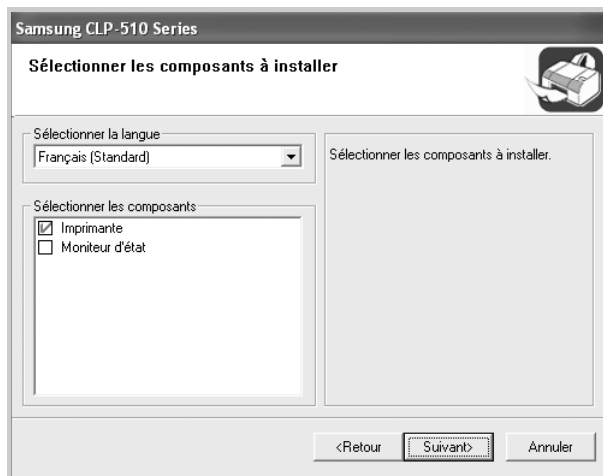 Samsung CLP-510 Series
Sélectionner les composants à installer
Sélectionner la langue
Français (Standard)
Sélectionner les composants
Imprimante
Moniteur d'état
Sélectionner les composants à installer.
<Retour
Suivant>
Annuler